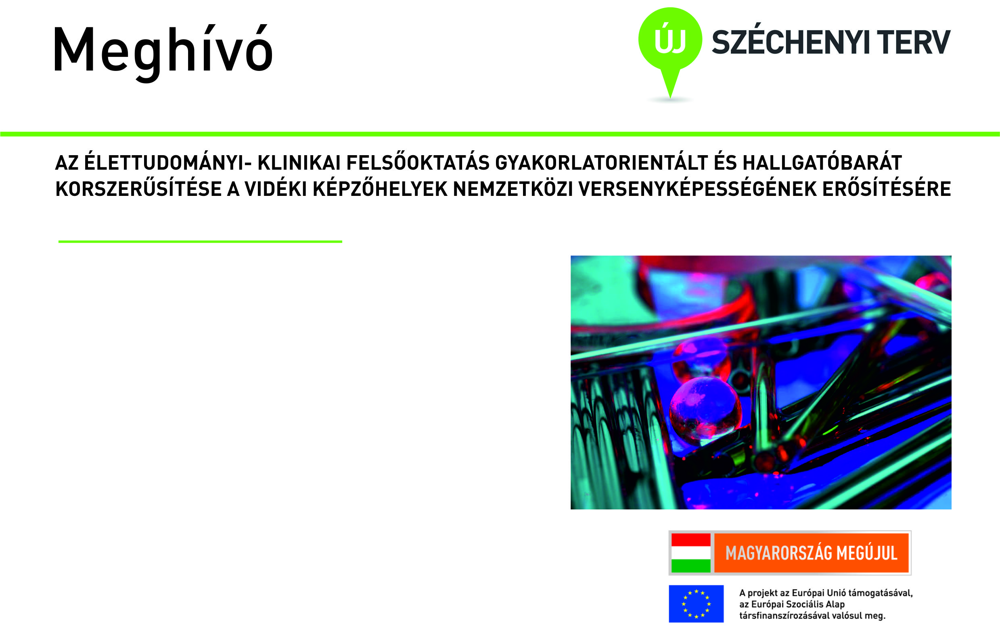 Meghívó
ÚJ SZÉCHENYI TERV
AZ ÉLETTUDOMÁNYI- KLINIKAI FELSŐOKTATÁS GYAKORLATORIENTÁLT ÉS HALLGATÓBARÁT
KORSZERŰSÍTÉSE A VIDÉKI KÉPZŐHELYEK NEMZETKÖZI VERSENYKÉPESSÉGÉNEK ERŐSÍTÉSÉRE
MAGYARORSZÁG MEGÚJUL
A projekt az Európai Unió támogatásával,
az Európai Szociális Alap
társfinanszírozásával valósul meg.